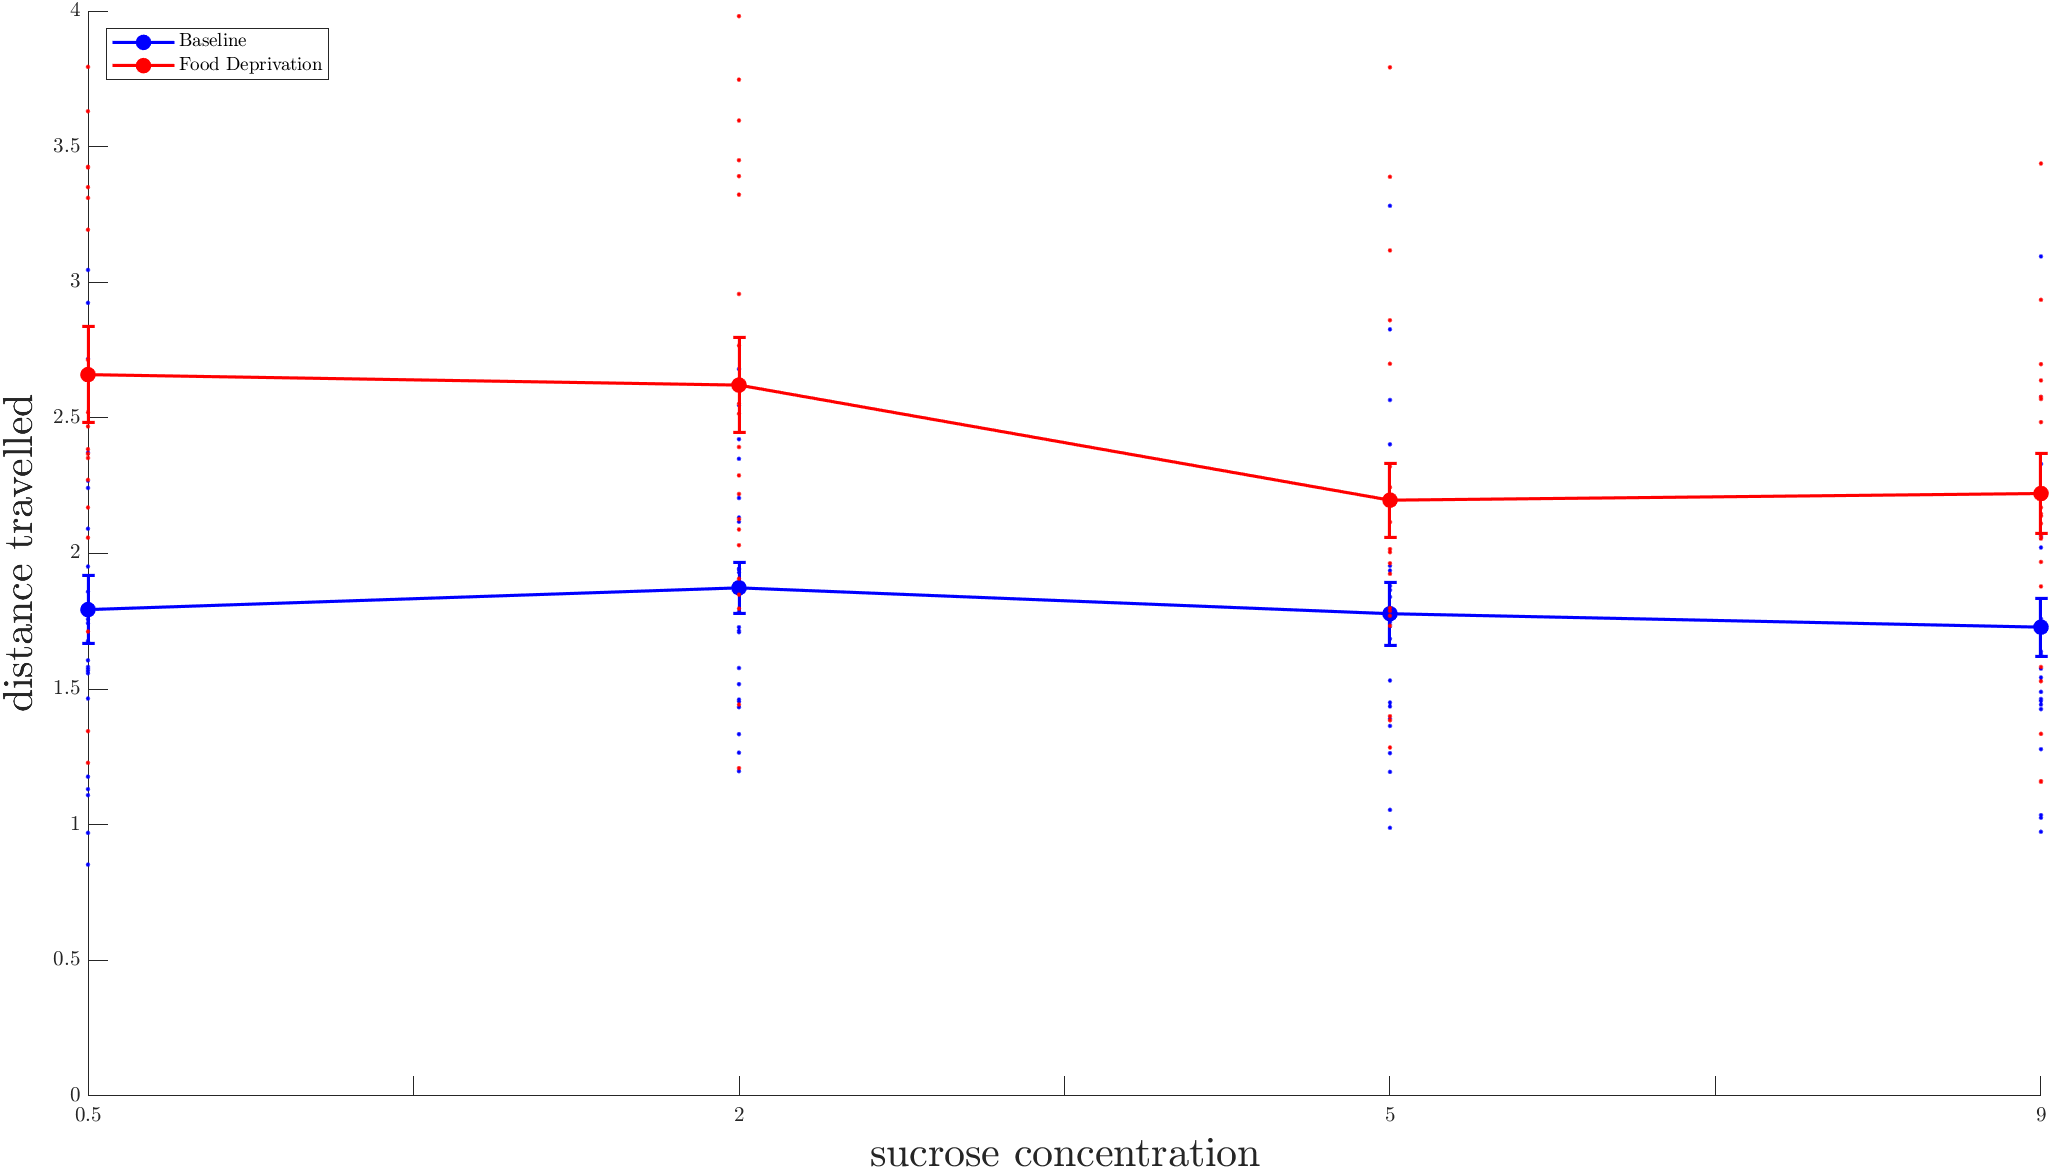 Baseline
Food Deprivation
4
3.5
3
2.5
2
1.5
1
0.5
0
distance travelled
0.5 2 5 9
sucrose concentration